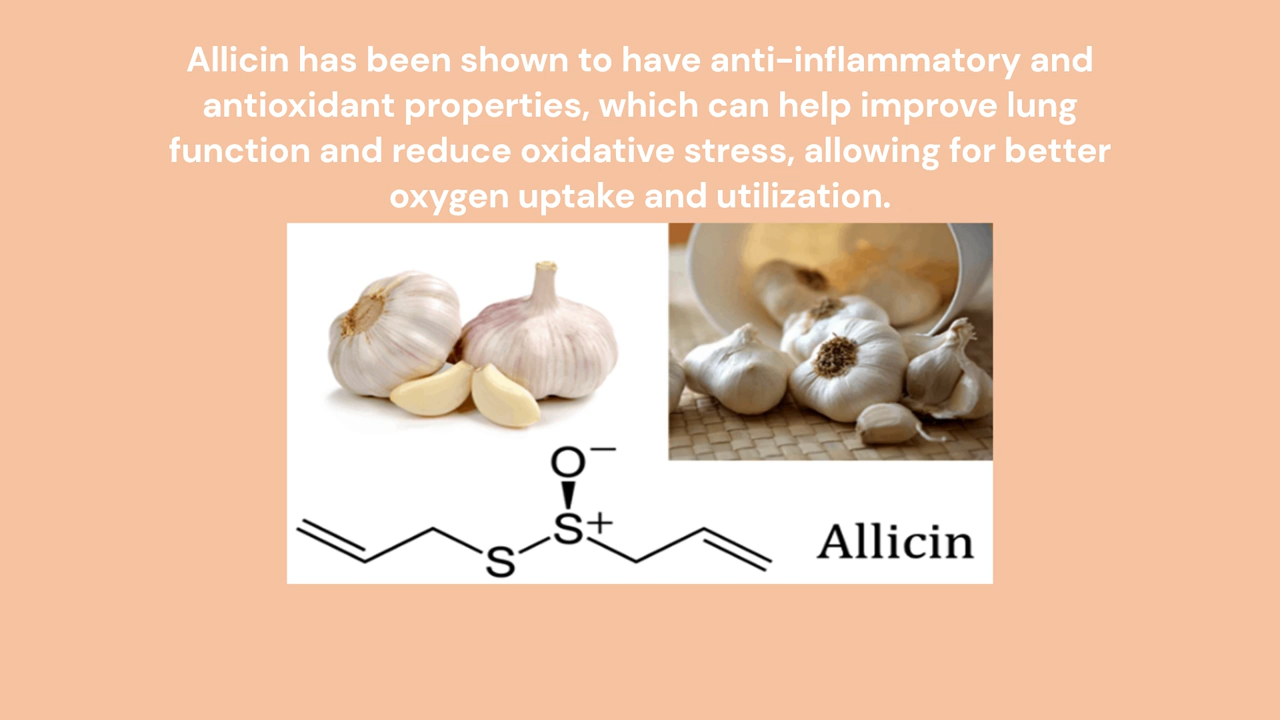 Allicin has been shown to have anti-inflammatory and
antioxidant properties, which can help improve lung
function and reduce oxidative stress, allowing for better
oxygen uptake and utilization.
O−
S+
S
Allicin